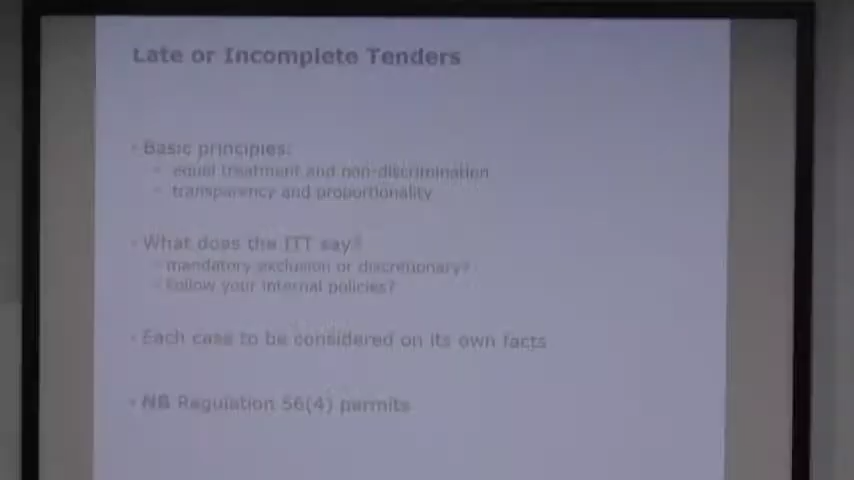 Late or Incomplete Tenders
- Basic principles:
- equal treatment and non-discrimination
- transparency and proportionality
- What does the ITT say?
- mandatory exclusion or discretionary?
- Follow your internal policies?
- Each case to be considered on its own facts
- NB Regulation 56(4) permits